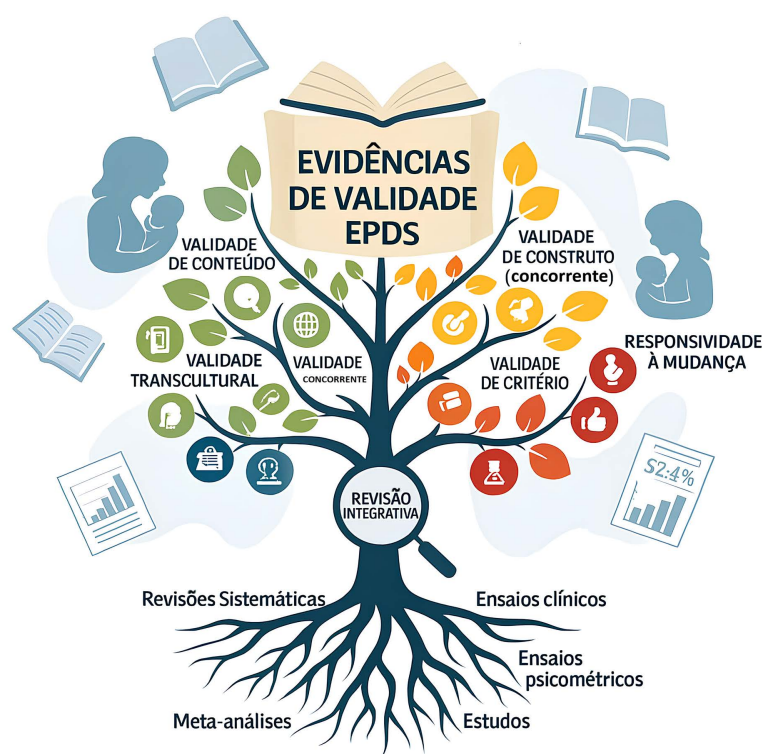 EVIDÊNCIAS
DE VALIDADE
EPDS
VALIDADE
DE CONTEÚDO
VALIDADE
DE CONSTRUTO
(concorrente)
VALIDADE
TRANSCULTURAL
VALIDADE
CONCORRENTE
VALIDADE
DE CRITÉRIO
RESPONSIVIDADE
À MUDANÇA
S2:4%
REVISÃO
INTEGRATIVA
Revisões Sistemáticas
Ensaios clínicos
Ensaios
psicométricos
Meta-análises
Estudos